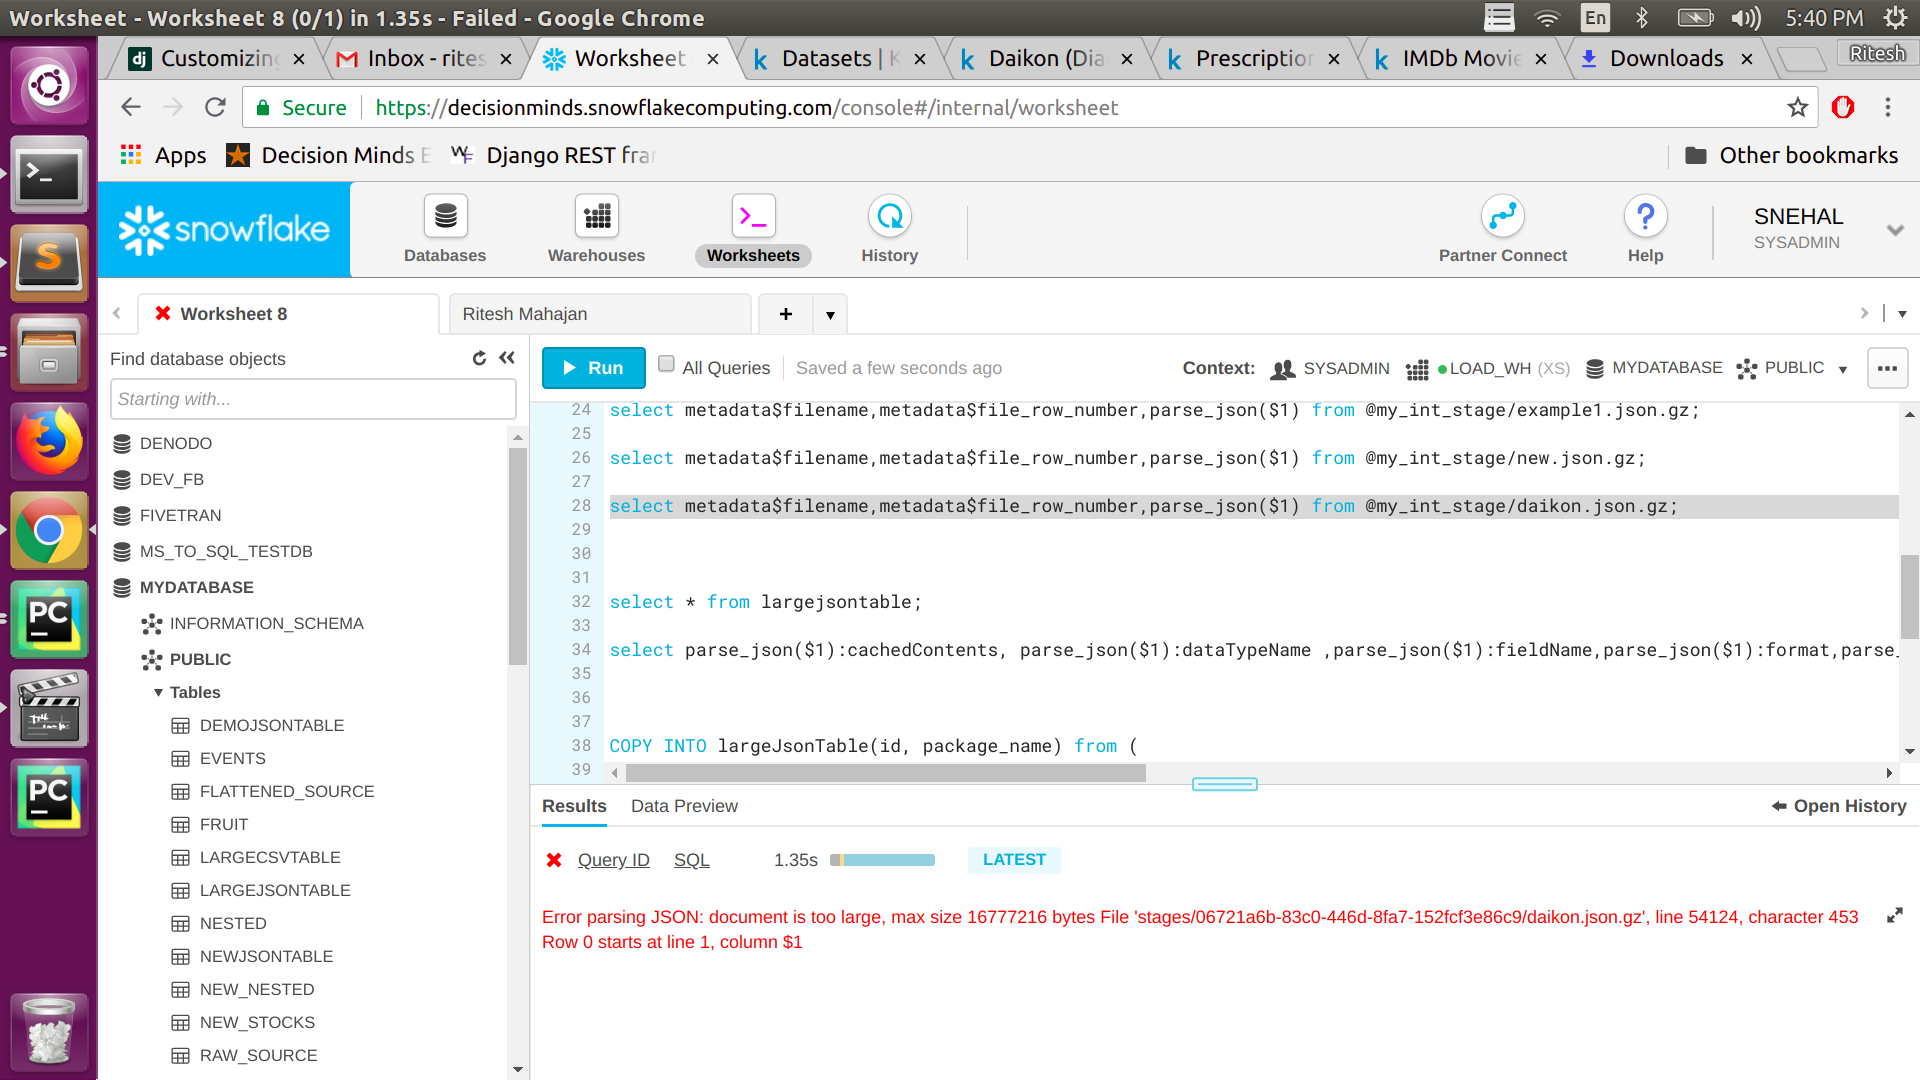 Worksheet - Worksheet 8 (0/1) in 1.35s - Failed - Google Chrome
En
5:40 PM
dj Customizing
Inbox - rites
Worksheet
k Datasets | K
k Daikon (Dia
k Prescription
k IMDb Movie
Downloads
Ritesh
Secure
https://decisionminds.snowflakecomputing.com/console#/internal/worksheet
Apps
Decision Minds E
Django REST fra
Other bookmarks
snowflake
Databases
Warehouses
Worksheets
History
Partner Connect
Help
SNEHAL
SYSADMIN
Worksheet 8
Ritesh Mahajan
Find database objects
Starting with...
DENODO
DEV_FB
FIVETRAN
MS_TO_SQL_TESTDB
MYDATABASE
INFORMATION_SCHEMA
PUBLIC
Tables
DEMOJSONTABLE
EVENTS
FLATTENED_SOURCE
FRUIT
LARGECSVTABLE
LARGEJSONTABLE
NESTED
NEWJSONTABLE
NEW_NESTED
NEW_STOCKS
RAW_SOURCE
Run
All Queries
Saved a few seconds ago
Context: SYSADMIN LOAD_WH (XS) MYDATABASE PUBLIC
24 select metadata$filename,metadata$file_row_number,parse_json($1) from @my_int_stage/example1.json.gz;
25
26 select metadata$filename,metadata$file_row_number,parse_json($1) from @my_int_stage/new.json.gz;
27
28 select metadata$filename,metadata$file_row_number,parse_json($1) from @my_int_stage/daikon.json.gz;
29
30
31
32 select * from largejsontable;
33
34 select parse_json($1):cachedContents, parse_json($1):dataTypeName ,parse_json($1):fieldName,parse_json($1):format,parse_
35
36
37
38 COPY INTO largeJsonTable(id, package_name) from (
39
Results
Data Preview
Open History
Query ID
SQL
1.35s
LATEST
Error parsing JSON: document is too large, max size 16777216 bytes File 'stages/06721a6b-83c0-446d-8fa7-152fcf3e86c9/daikon.json.gz', line 54124, character 453
Row 0 starts at line 1, column $1
S
PC
PC